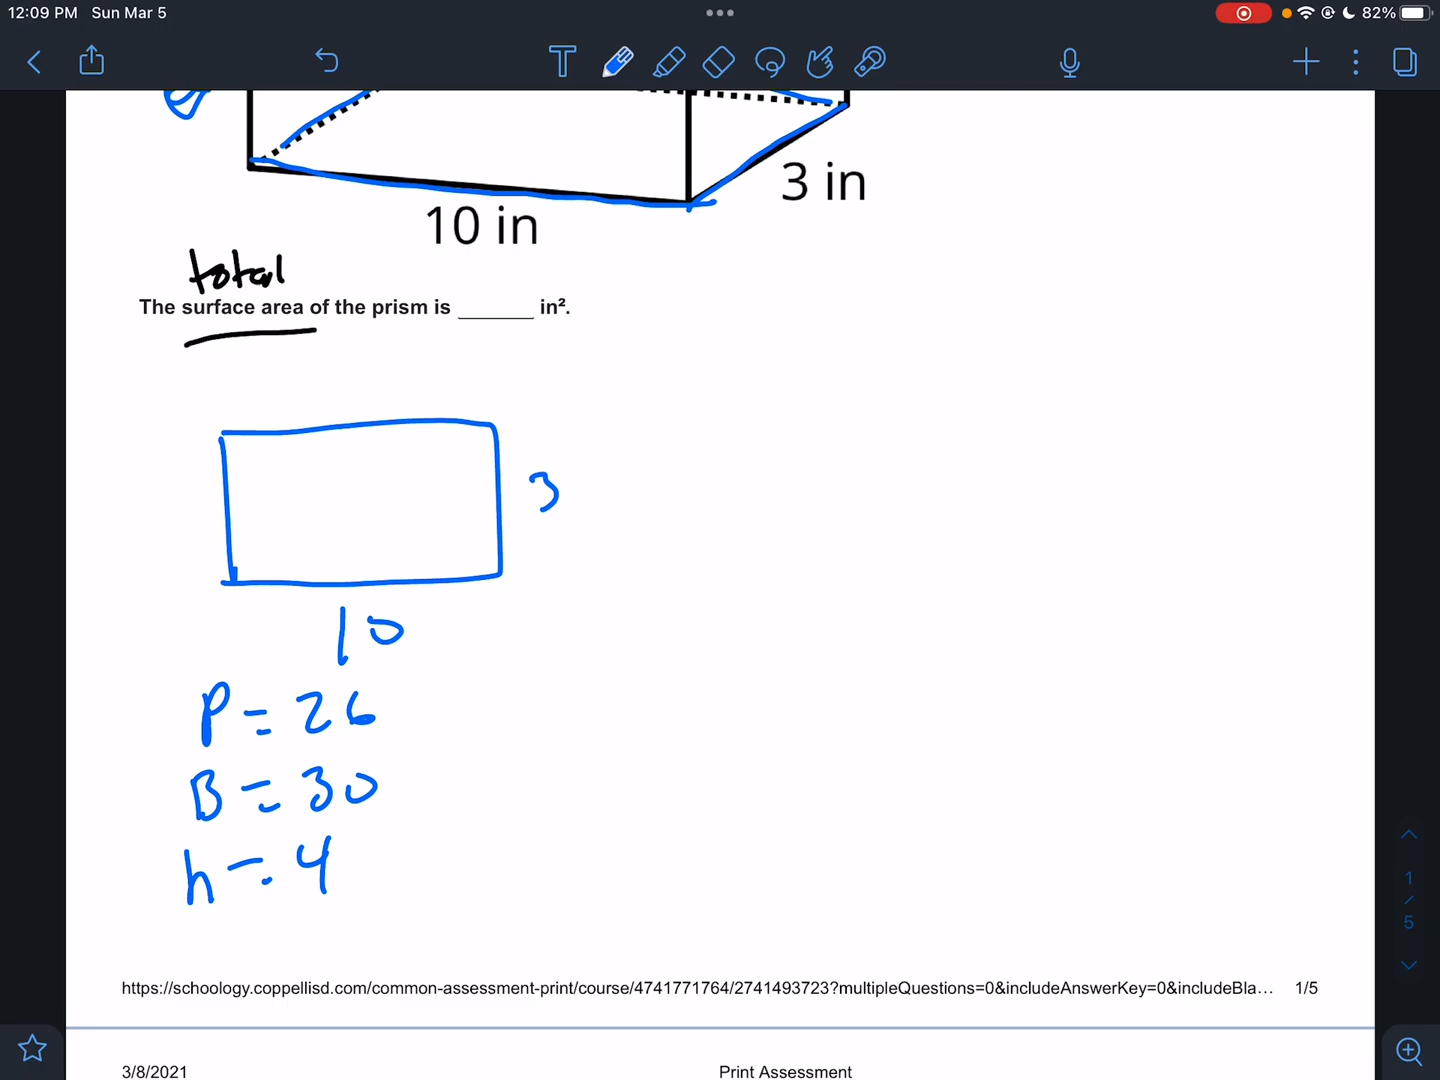 12:09 PM Sun Mar 5
82%
3 in
10 in
total
The surface area of the prism is _______ in².
3
10
P = 26
B = 30
h = 4
1
/
5
https://schoology.coppellisd.com/common-assessment-print/course/4741771764/2741493723?multipleQuestions=0&includeAnswerKey=0&includeBla… 1/5
3/8/2021 Print Assessment